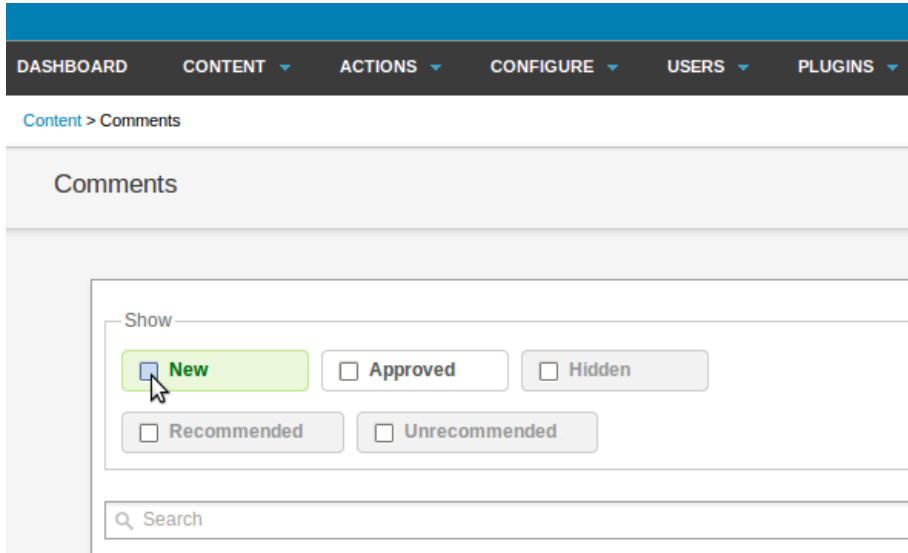 DASHBOARD CONTENT ACTIONS CONFIGURE USERS PLUGINS
Content > Comments
Comments
Show
New Approved Hidden
Recommended Unrecommended
Search